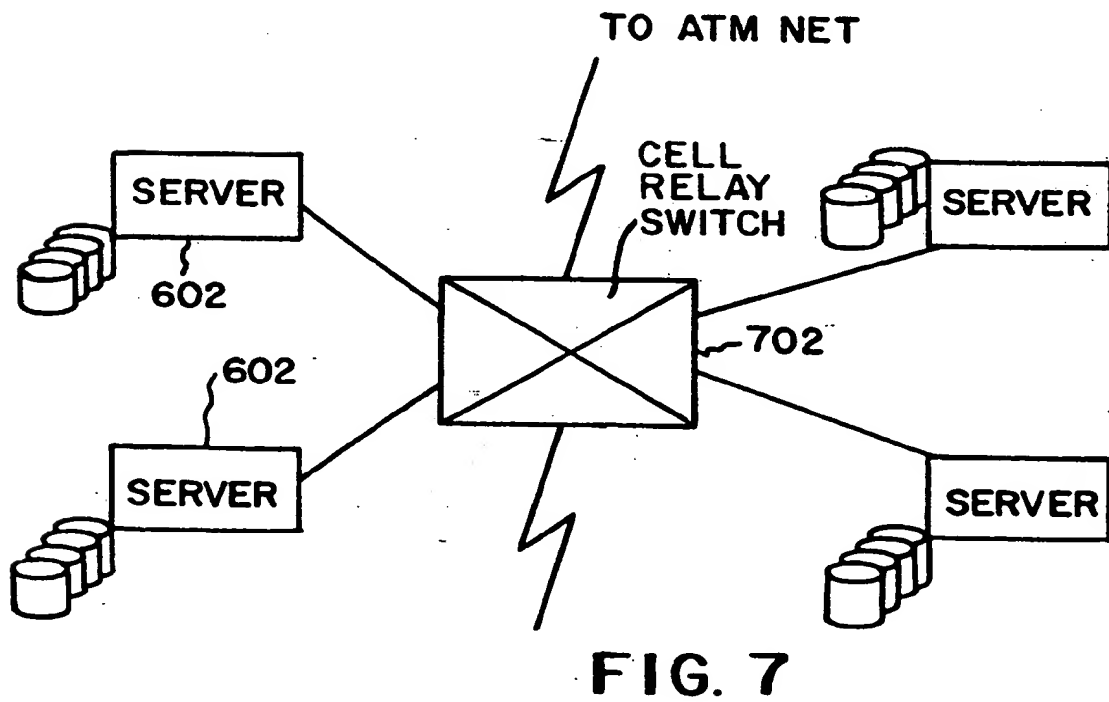 TO ATM NET
CELL
RELAY
SWITCH
SERVER
602
SERVER
702
602
SERVER
SERVER
FIG. 7